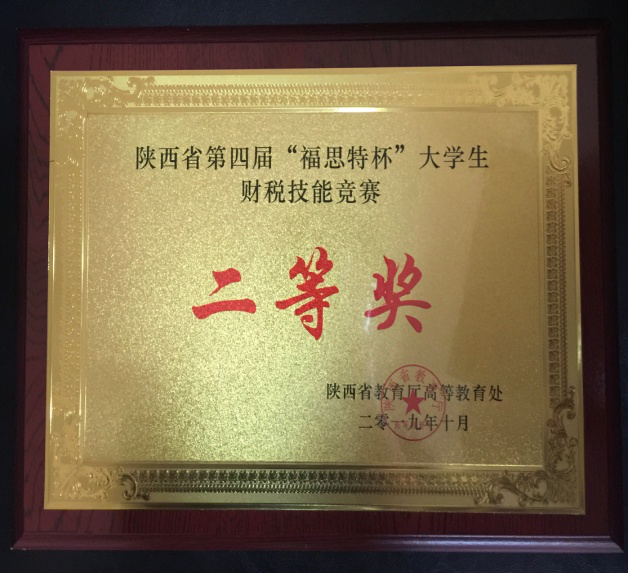 陕西省第四届“福思特杯”大学生
财税技能竞赛
二等奖
陕西省教育厅高等教育处
二零一九年十月